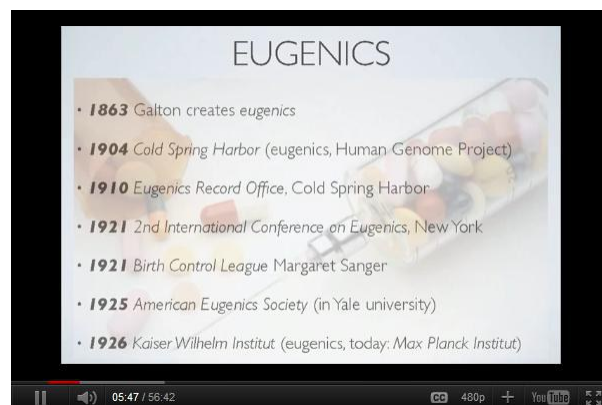 EUGENICS
• 1863 Galton creates eugenics
• 1904 Cold Spring Harbor (eugenics, Human Genome Project)
• 1910 Eugenics Record Office, Cold Spring Harbor
• 1921 2nd International Conference on Eugenics, New York
• 1921 Birth Control League Margaret Sanger
• 1925 American Eugenics Society (in Yale university)
• 1926 Kaiser Wilhelm Institut (eugenics, today: Max Planck Institut)
05:47 / 56:42 CC 480p YouTube